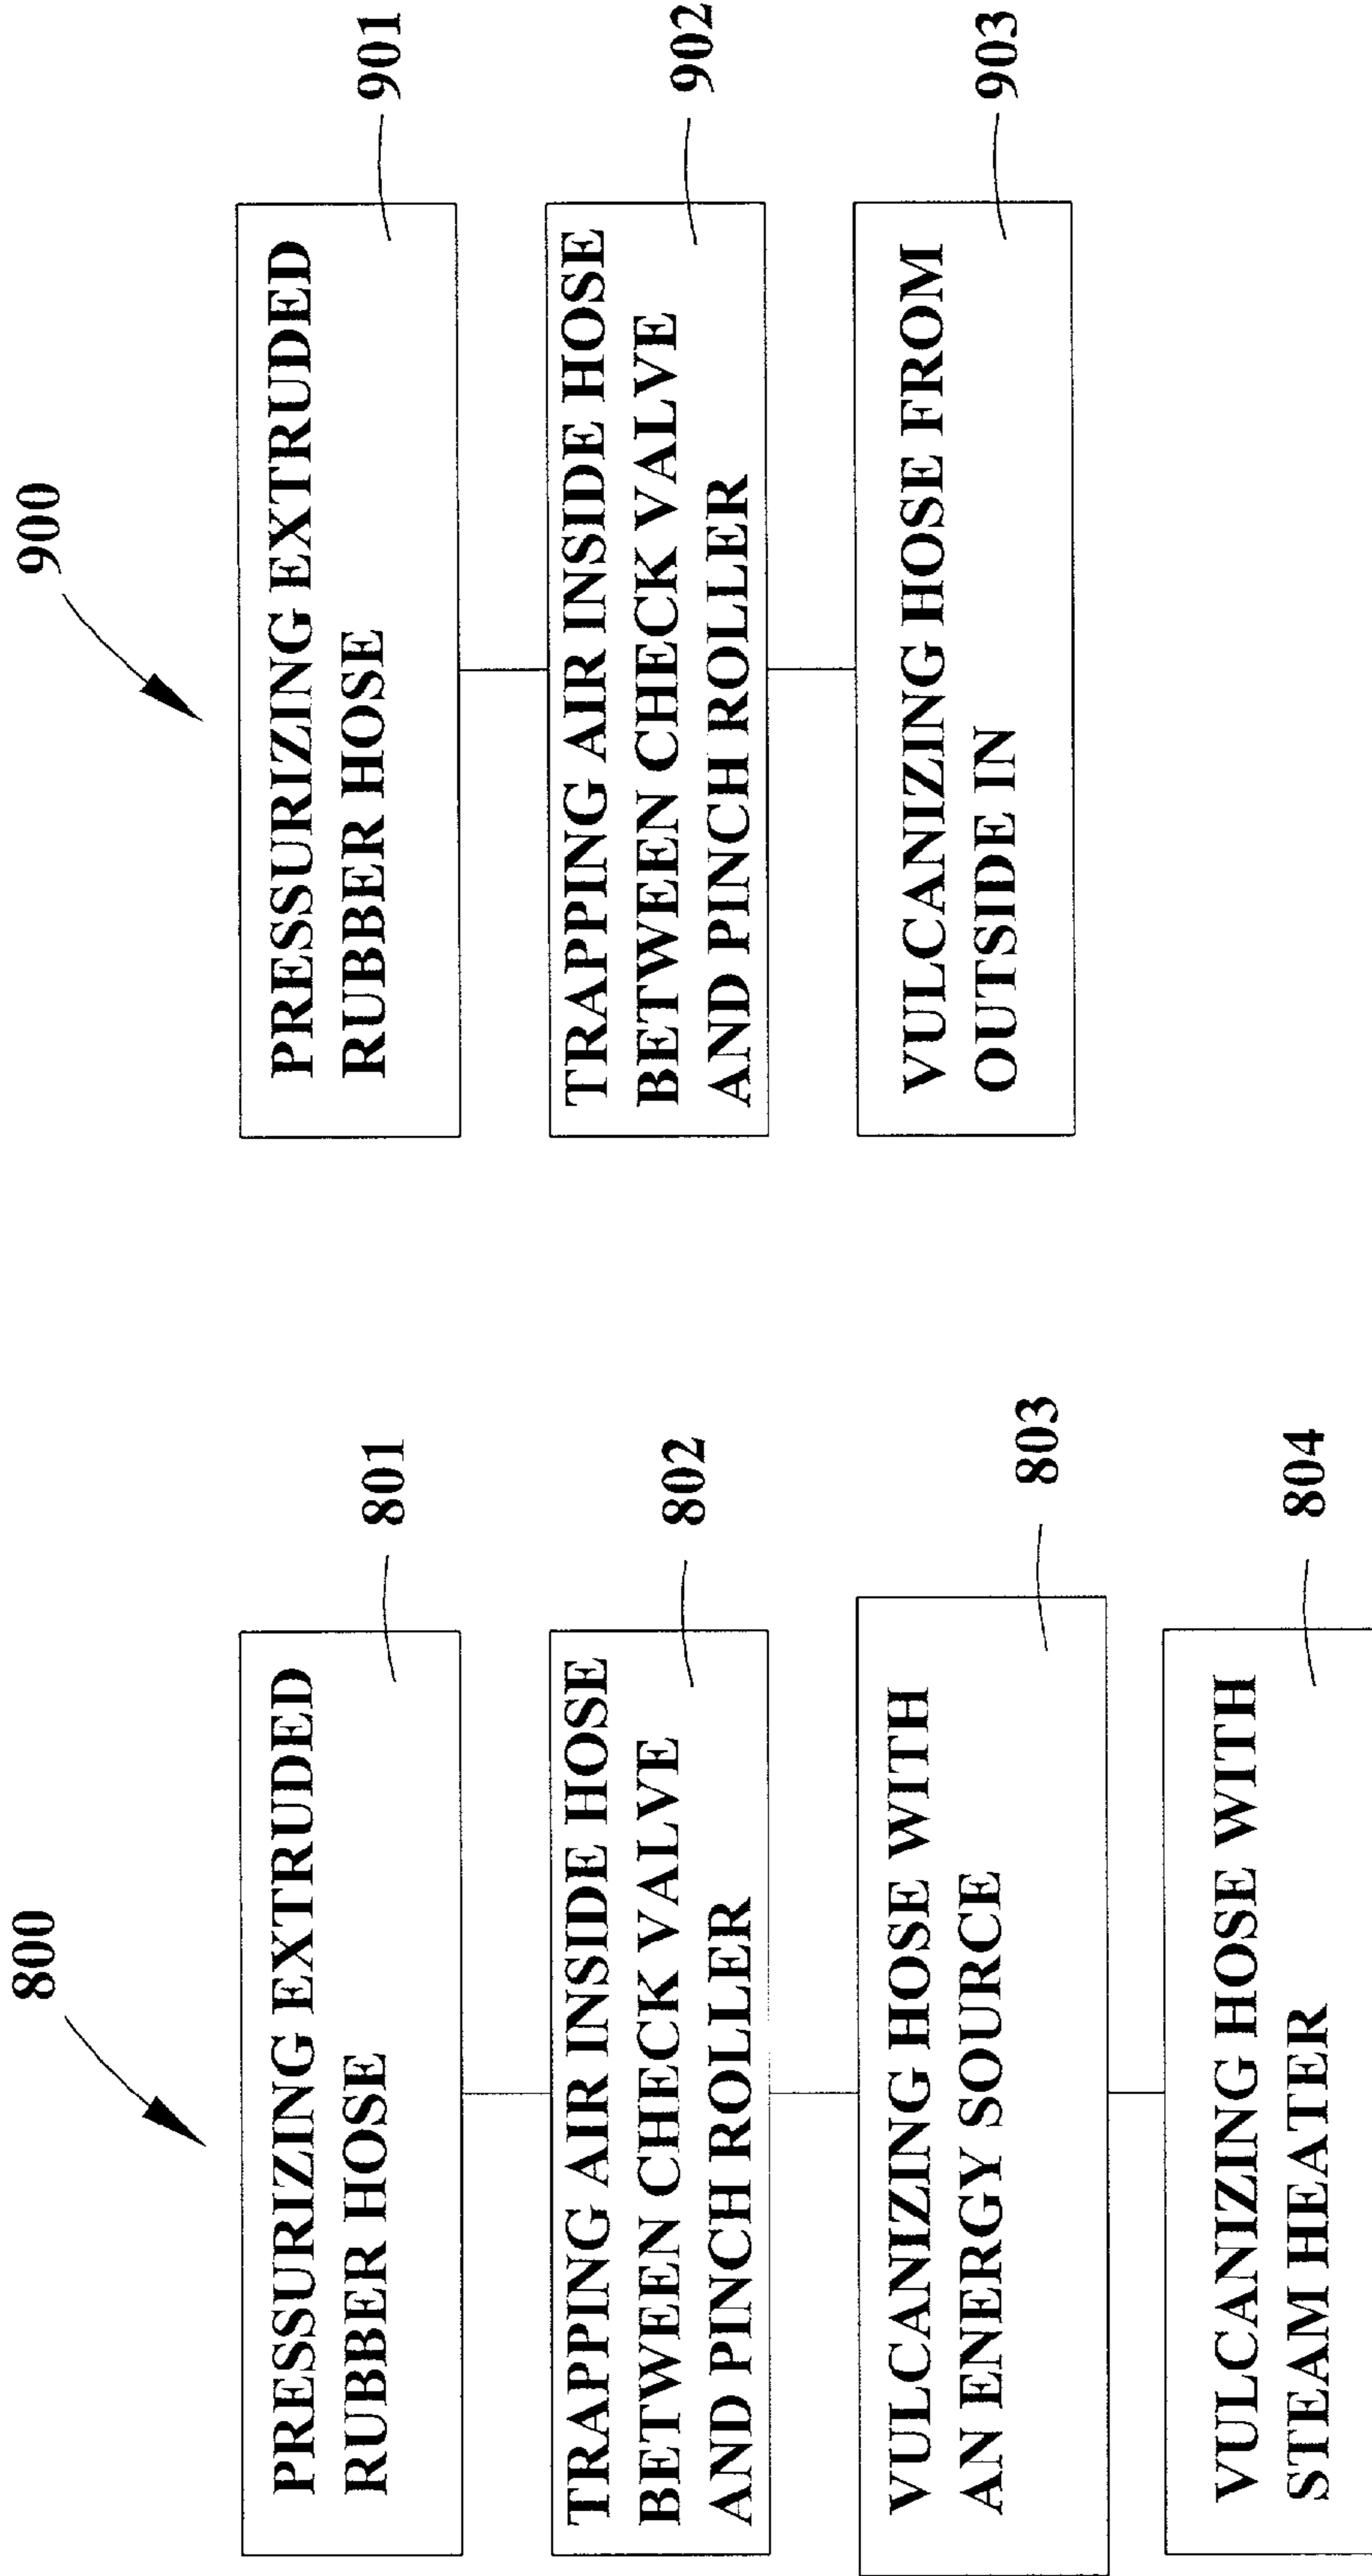 800
PRESSURIZING EXTRUDED
RUBBER HOSE
801
TRAPPING AIR INSIDE HOSE
BETWEEN CHECK VALVE
AND PINCH ROLLER
802
VULCANIZING HOSE WITH
AN ENERGY SOURCE
803
VULCANIZING HOSE WITH
STEAM HEATER
804
900
PRESSURIZING EXTRUDED
RUBBER HOSE
901
TRAPPING AIR INSIDE HOSE
BETWEEN CHECK VALVE
AND PINCH ROLLER
902
VULCANIZING HOSE FROM
OUTSIDE IN
903